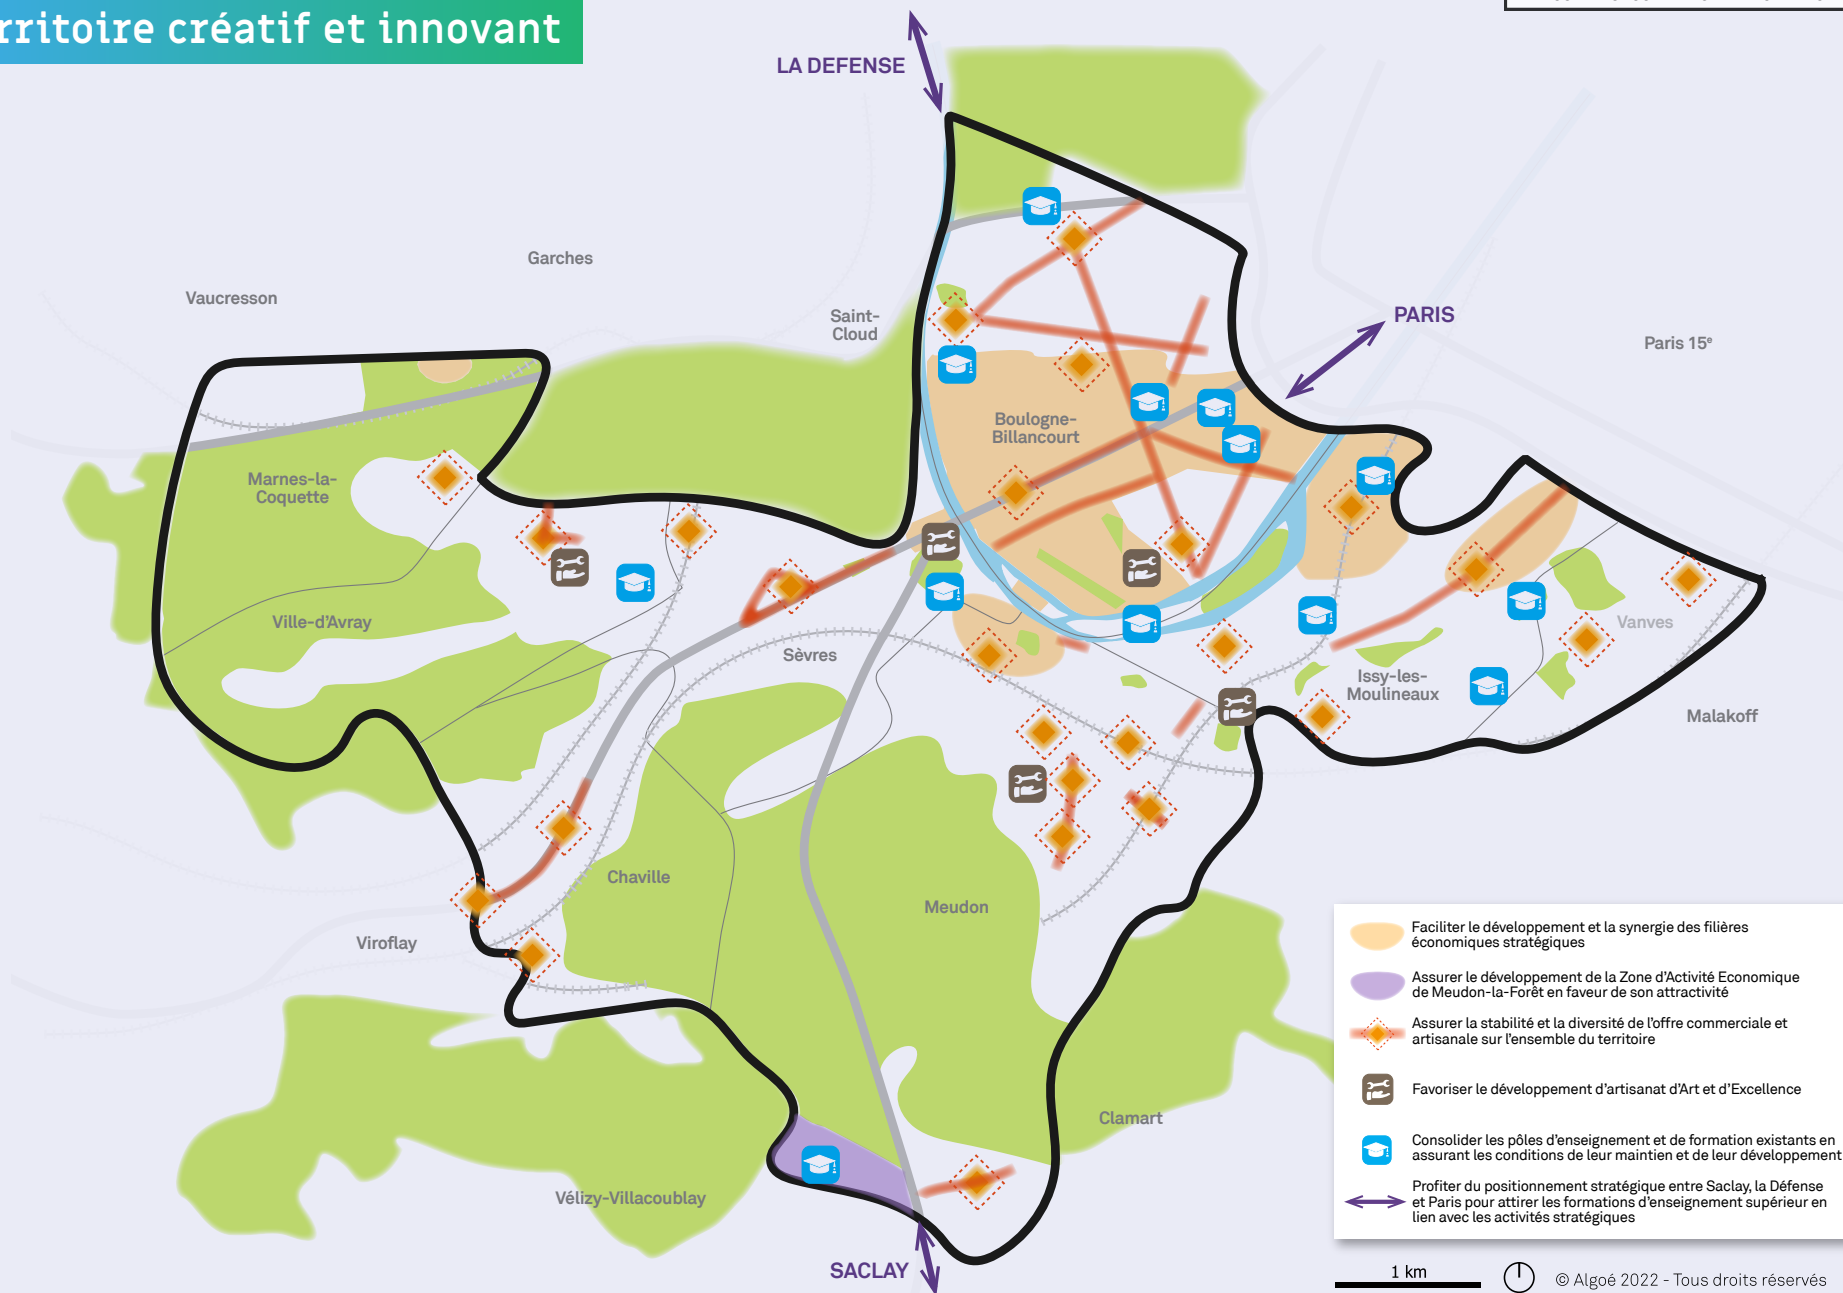 rritoire créatif et innovant
LA DEFENSE
Garches
Vaucresson
Saint-
Cloud
PARIS
Paris 15e
Boulogne-
Billancourt
Marnes-la-
Coquette
Ville-d'Avray
Vanves
Sèvres
Issy-les-
Moulineaux
Malakoff
Chaville
Meudon
Viroflay
Clamart
Vélizy-Villacoublay
SACLAY
Faciliter le développement et la synergie des filières
économiques stratégiques
Assurer le développement de la Zone d'Activité Economique
de Meudon-la-Forêt en faveur de son attractivité
Assurer la stabilité et la diversité de l'offre commerciale et
artisanale sur l'ensemble du territoire
Favoriser le développement d'artisanat d'Art et d'Excellence
Consolider les pôles d'enseignement et de formation existants en
assurant les conditions de leur maintien et de leur développement
Profiter du positionnement stratégique entre Saclay, la Défense
et Paris pour attirer les formations d'enseignement supérieur en
lien avec les activités stratégiques
1 km
© Algoé 2022 - Tous droits réservés